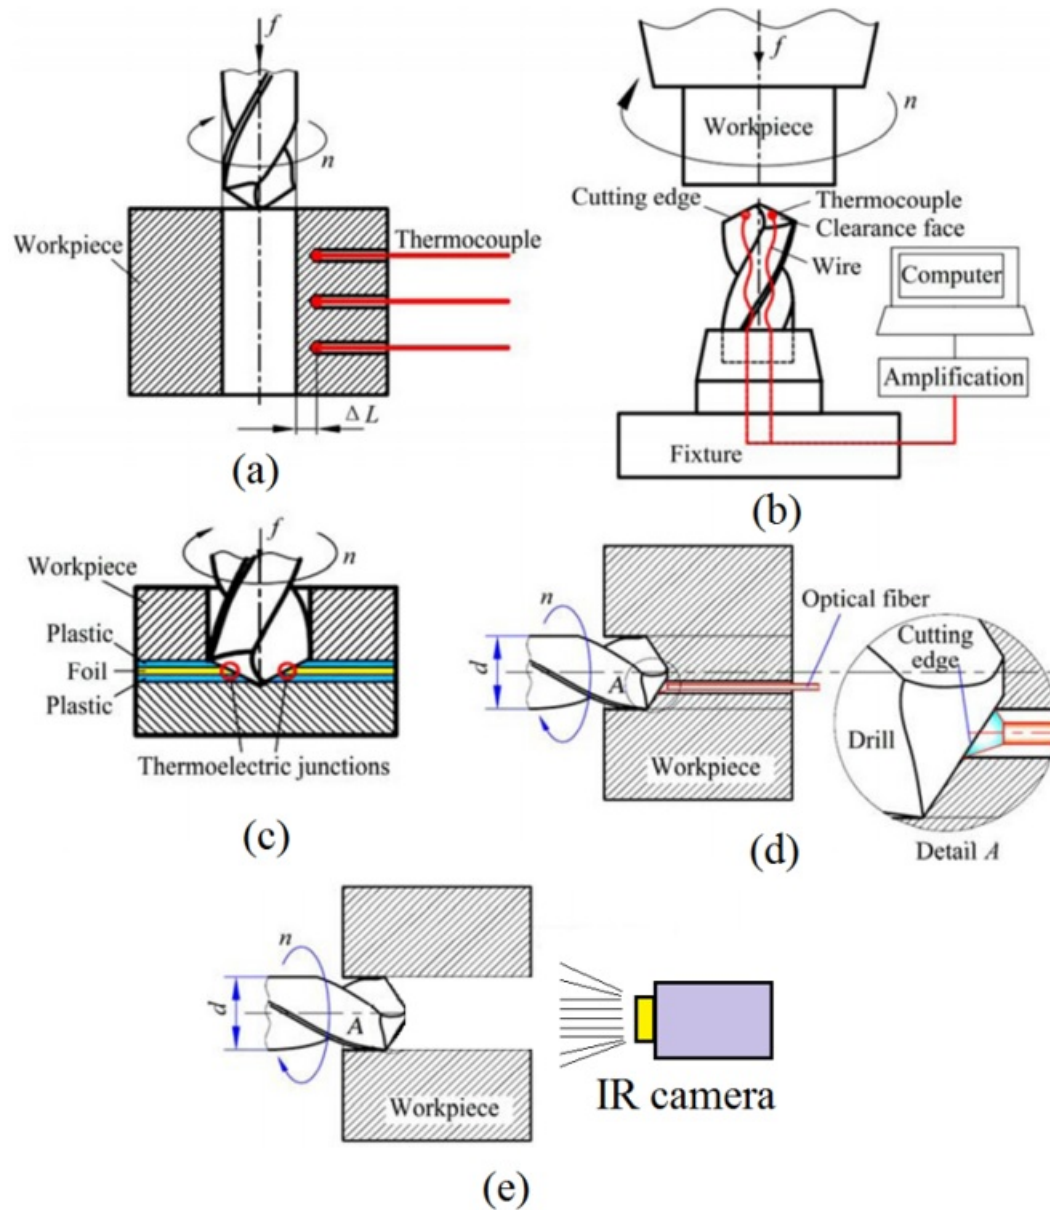 f
n
Workpiece
Thermocouple
Δ L
(a)
f
n
Workpiece
Cutting edge
Thermocouple
Clearance face
Wire
Computer
Amplification
Fixture
(b)
f
n
Workpiece
Plastic
Foil
Plastic
Thermoelectric junctions
(c)
n
d
A
Optical fiber
Workpiece
Cutting
edge
Drill
Detail A
(d)
n
d
A
Workpiece
IR camera
(e)